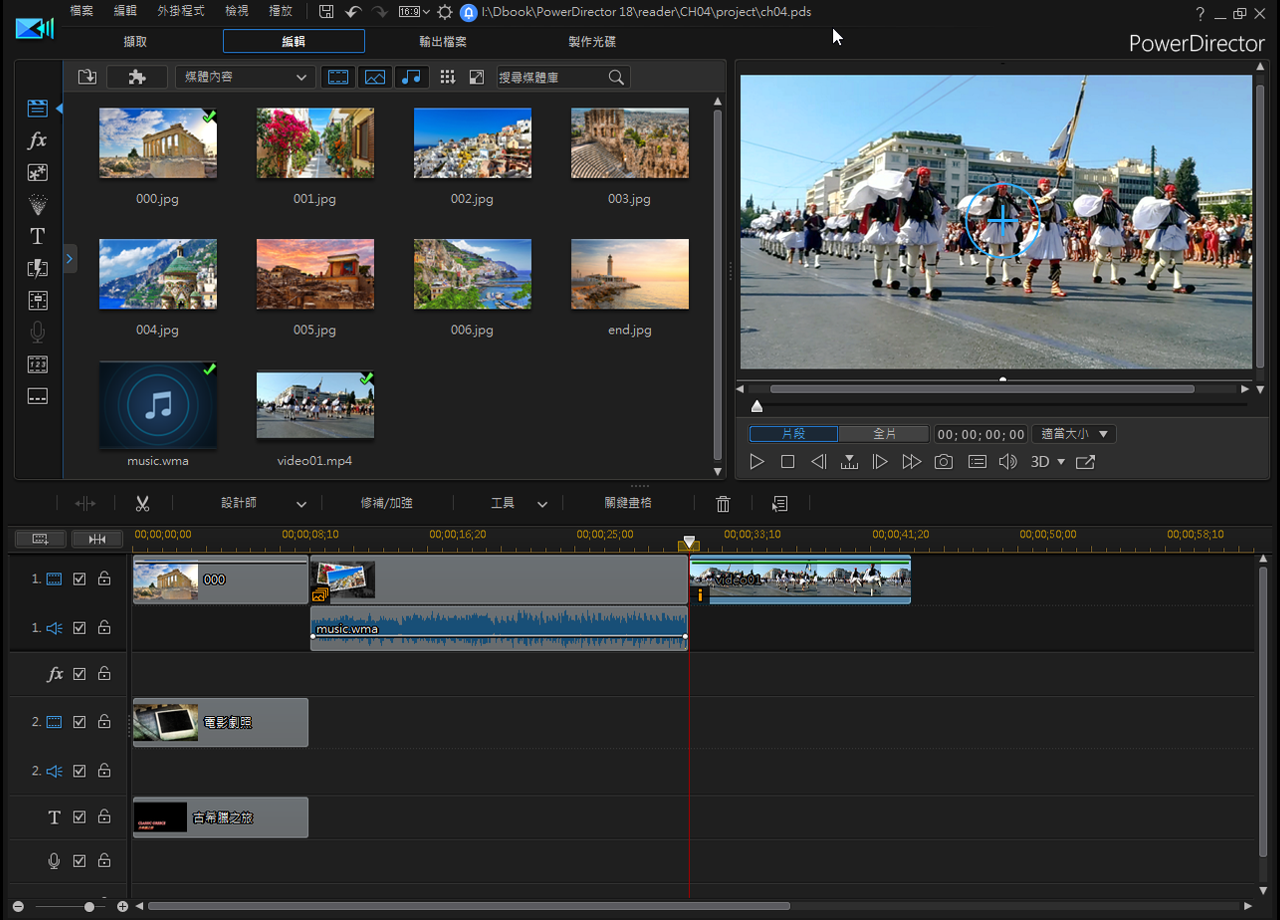 檔案 編輯 外掛程式 檢視 播放 16:9 I:\Dbook\PowerDirector 18\reader\CH04\project\ch04.pds ?
擷取 編輯 輸出檔案 製作光碟 PowerDirector
媒體內容 搜尋媒體庫
000.jpg 001.jpg 002.jpg 003.jpg
004.jpg 005.jpg 006.jpg end.jpg
music.wma video01.mp4
fx
T
1 2 3
片段 全片 00;00;00;00 適當大小
3D
設計師 修補/加強 工具 關鍵畫格
00;00;00;00 00;00;08;10 00;00;16;20 00;00;25;00 00;00;33;10 00;00;41;20 00;00;50;00 00;00;58;10
1. 000 video01
i
1. music.wma
fx
2. 電影劇照
2.
T CLASSIC GREECE 古希臘之旅